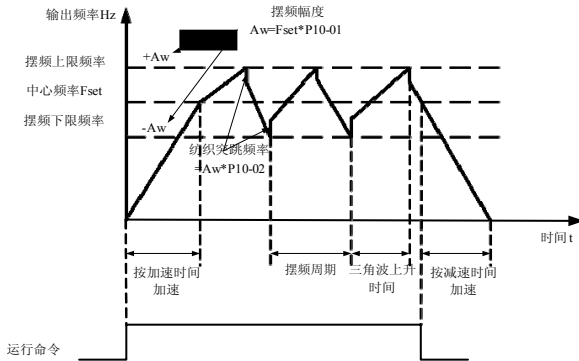 输出频率Hz
摆频幅度
Aw=Fset*P10-01
+Aw
摆频上限频率
中心频率Fset
摆频下限频率
-Aw
纺织突跳频率
=Aw*P10-02
时间 t
按加速时间
加速
摆频周期
三角波上升
时间
按减速时间
加速
运行命令